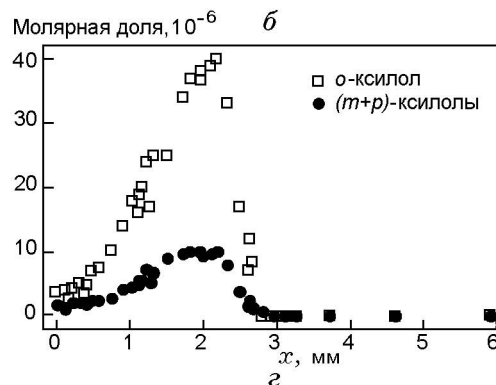 Молярная доля, 10⁻⁶ б
40
□ о-ксилол
● (m+p)-ксилолы
30
20
10
0
0 1 2 3 4 5 6
x, мм
г